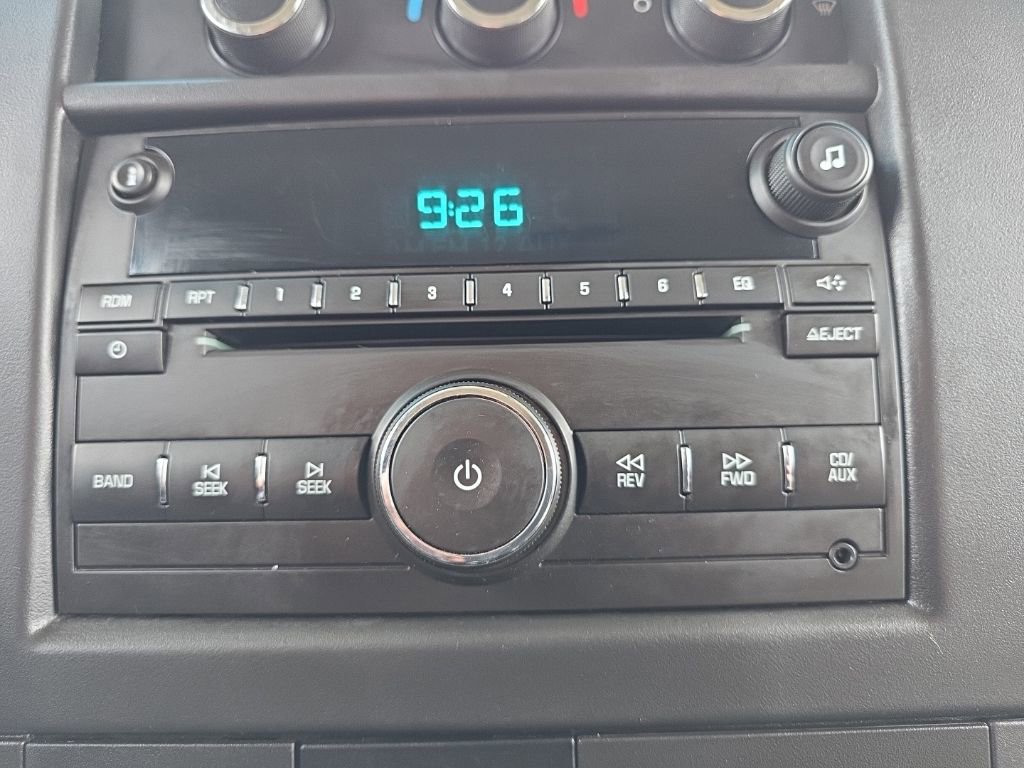 9:26
RDM RPT 1 2 3 4 5 6 EQ
EJECT
BAND SEEK SEEK REV FWD CD/
AUX